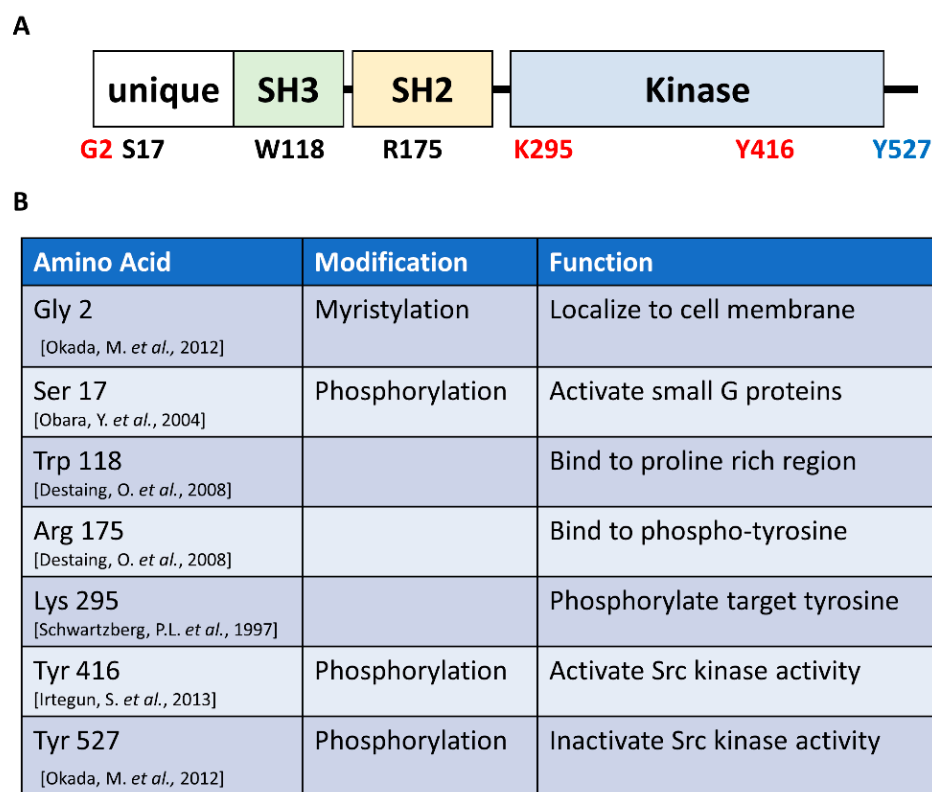 A
unique SH3 SH2 Kinase
G2 S17 W118 R175 K295 Y416 Y527
B
Amino Acid Modification Function
Gly 2 Myristylation Localize to cell membrane
[Okada, M. et al., 2012]
Ser 17 Phosphorylation Activate small G proteins
[Obara, Y. et al., 2004]
Trp 118 Bind to proline rich region
[Destaing, O. et al., 2008]
Arg 175 Bind to phospho-tyrosine
[Destaing, O. et al., 2008]
Lys 295 Phosphorylate target tyrosine
[Schwartzberg, P.L. et al., 1997]
Tyr 416 Phosphorylation Activate Src kinase activity
[Irtegun, S. et al., 2013]
Tyr 527 Phosphorylation Inactivate Src kinase activity
[Okada, M. et al., 2012]